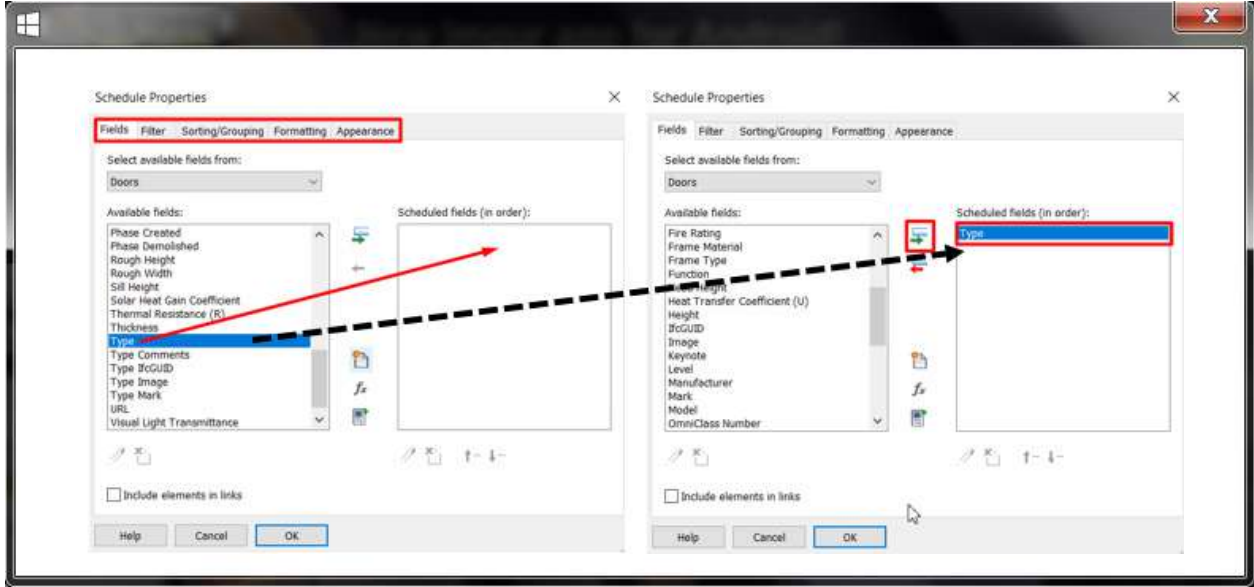 X
Schedule Properties
Fields Filter Sorting/Grouping Formatting Appearance
Select available fields from:
Doors
Available fields:
Scheduled fields (in order):
Phase Created
Phase Demolished
Rough Height
Rough Width
Sill Height
Solar Heat Gain Coefficient
Thermal Resistance (R)
Thickness
Type
Type Comments
Type IfcGUID
Type Image
Type Mark
URL
Visual Light Transmittance
fx
Include elements in links
Help Cancel OK
Schedule Properties
Fields Filter Sorting/Grouping Formatting Appearance
Select available fields from:
Doors
Available fields:
Scheduled fields (in order):
Fire Rating
Frame Material
Frame Type
Function
Heat Transfer Coefficient (U)
Height
IfcGUID
Image
Keynote
Level
Manufacturer
Mark
Model
OmniClass Number
fx
Type
Include elements in links
Help Cancel OK